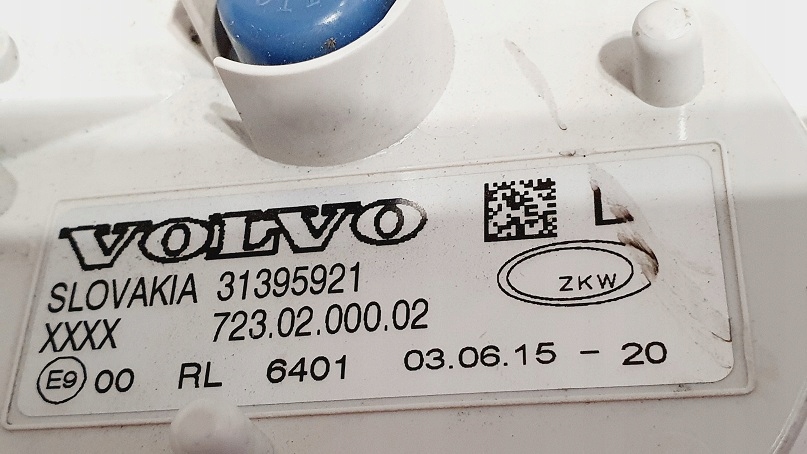 VOLVO L
SLOVAKIA 31395921 ZKW
XXXX 723.02.000.02
E9 00 RL 6401 03.06.15 - 20